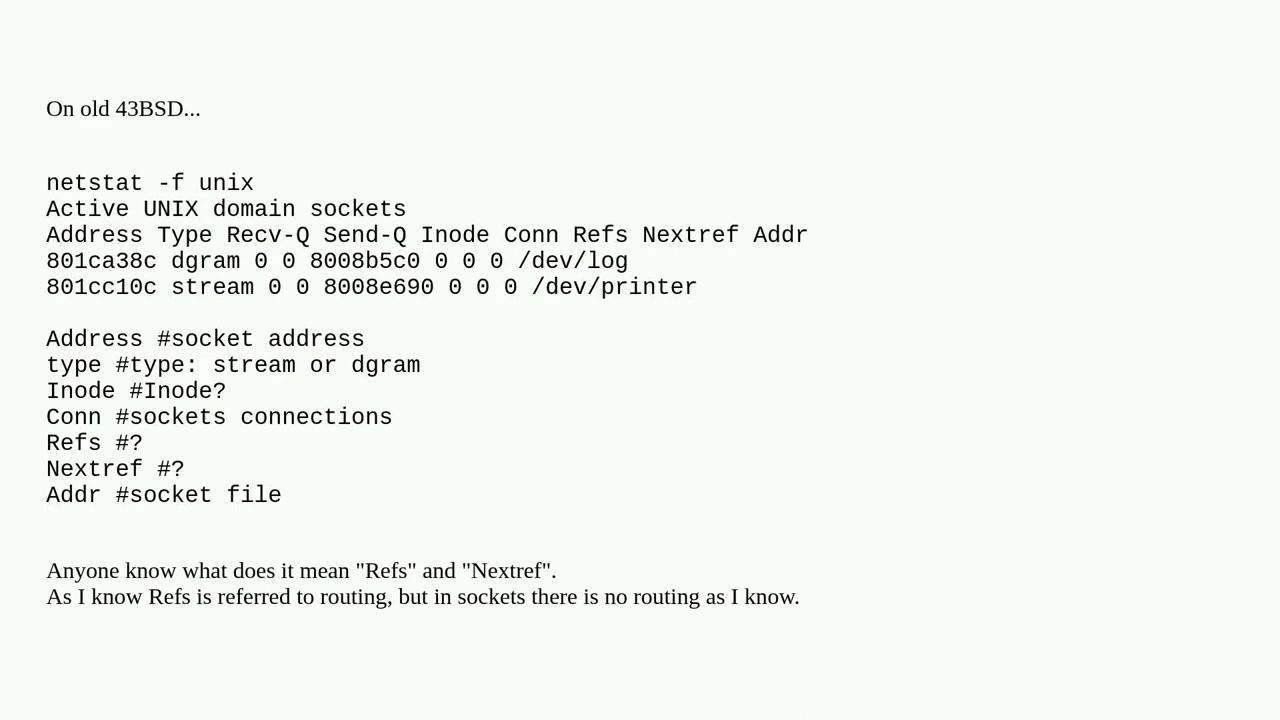 On old 43BSD...
netstat -f unix
Active UNIX domain sockets
Address Type Recv-Q Send-Q Inode Conn Refs Nextref Addr
801ca38c dgram 0 0 8008b5c0 0 0 0 /dev/log
801cc10c stream 0 0 8008e690 0 0 0 /dev/printer
Address #socket address
type #type: stream or dgram
Inode #Inode?
Conn #sockets connections
Refs #?
Nextref #?
Addr #socket file
Anyone know what does it mean "Refs" and "Nextref".
As I know Refs is referred to routing, but in sockets there is no routing as I know.